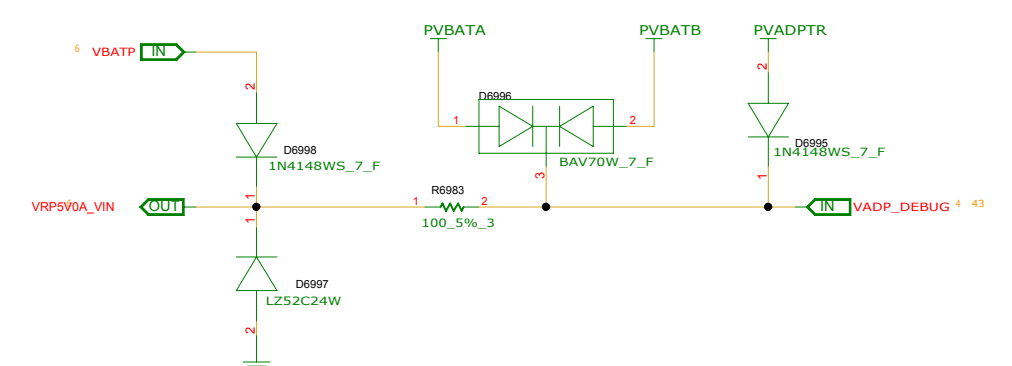 PVBATA
PVBATB
PVADPTR
6 VBATP IN
2
2
D6996
1
2
D6998
1N4148WS_7_F
D6995
1N4148WS_7_F
BAV70W_7_F
3
1
1
R6983
VRP5V0A_VIN OUT
1
2
IN VADP_DEBUG 4 43
1
100_5%_3
D6997
LZ52C24W
2